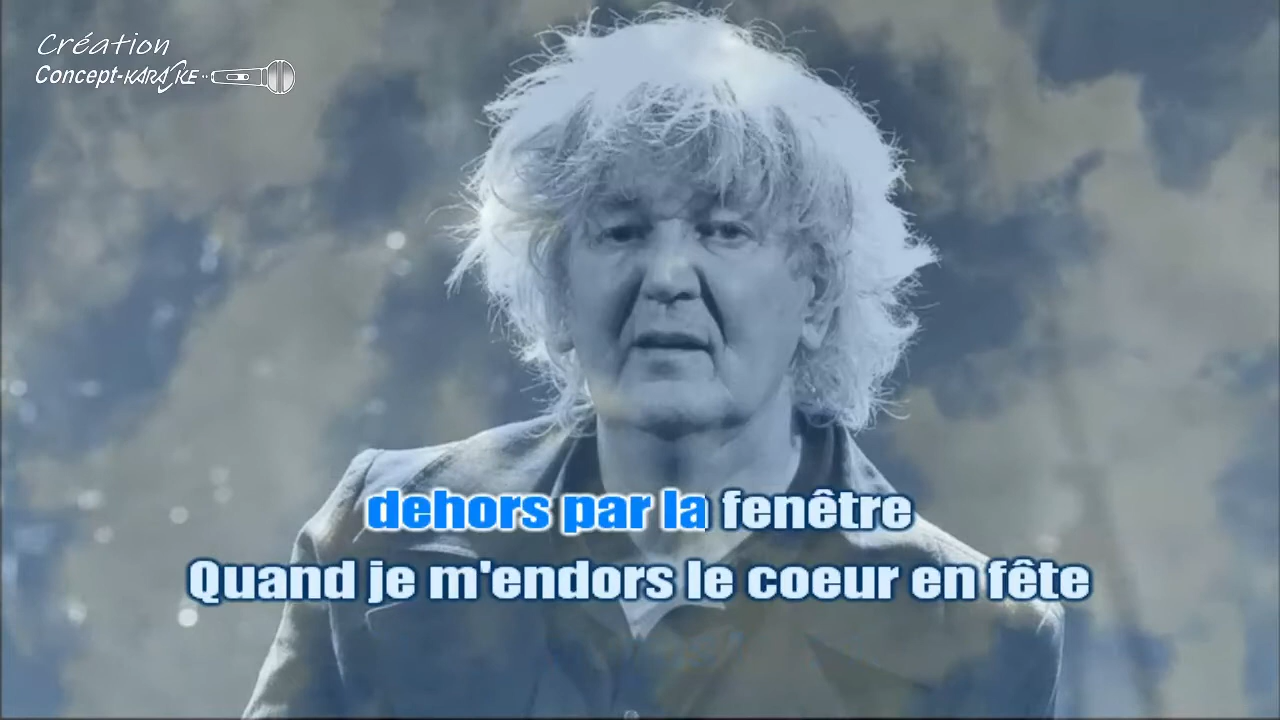 Création
Concept-KARAOKE
dehors par la fenêtre
Quand je m'endors le coeur en fête